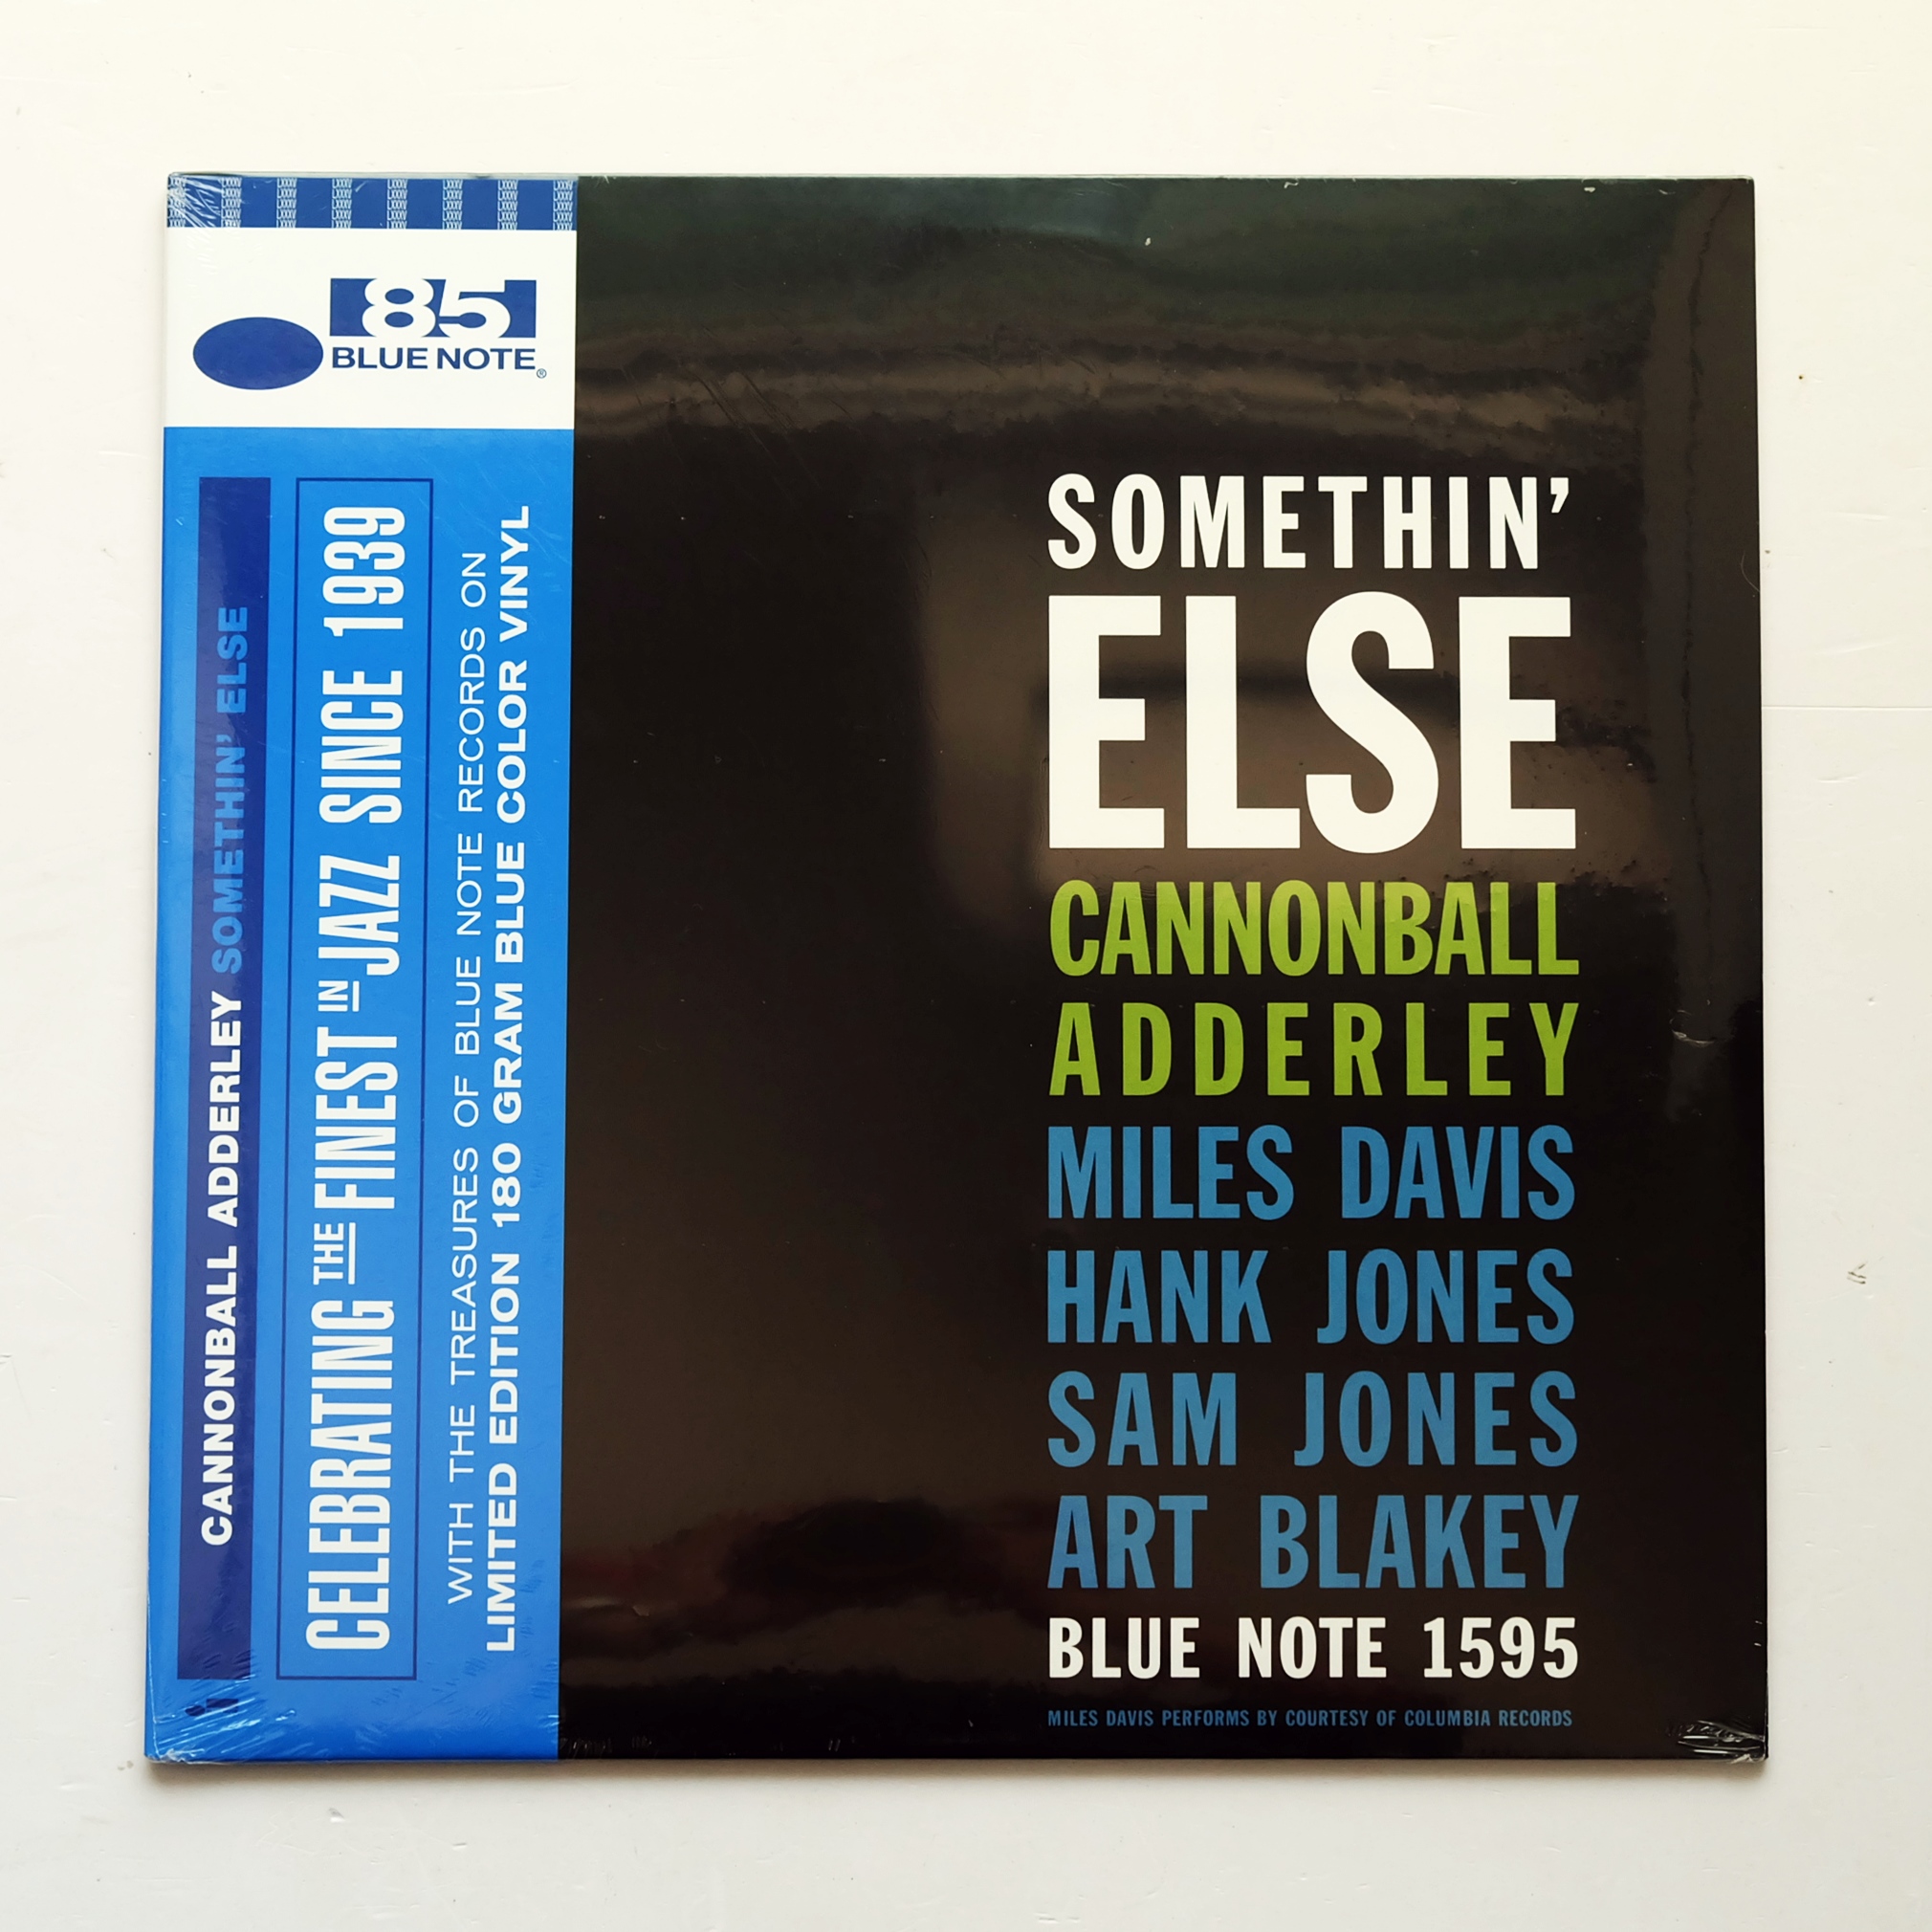 85
BLUE NOTE®
CANNONBALL ADDERLEY SOMETHIN' ELSE
CELEBRATING THE FINEST IN JAZZ SINCE 1939
WITH THE TREASURES OF BLUE NOTE RECORDS ON
LIMITED EDITION 180 GRAM BLUE COLOR VINYL
SOMETHIN'
ELSE
CANNONBALL
ADDERLEY
MILES DAVIS
HANK JONES
SAM JONES
ART BLAKEY
BLUE NOTE 1595
MILES DAVIS PERFORMS BY COURTESY OF COLUMBIA RECORDS